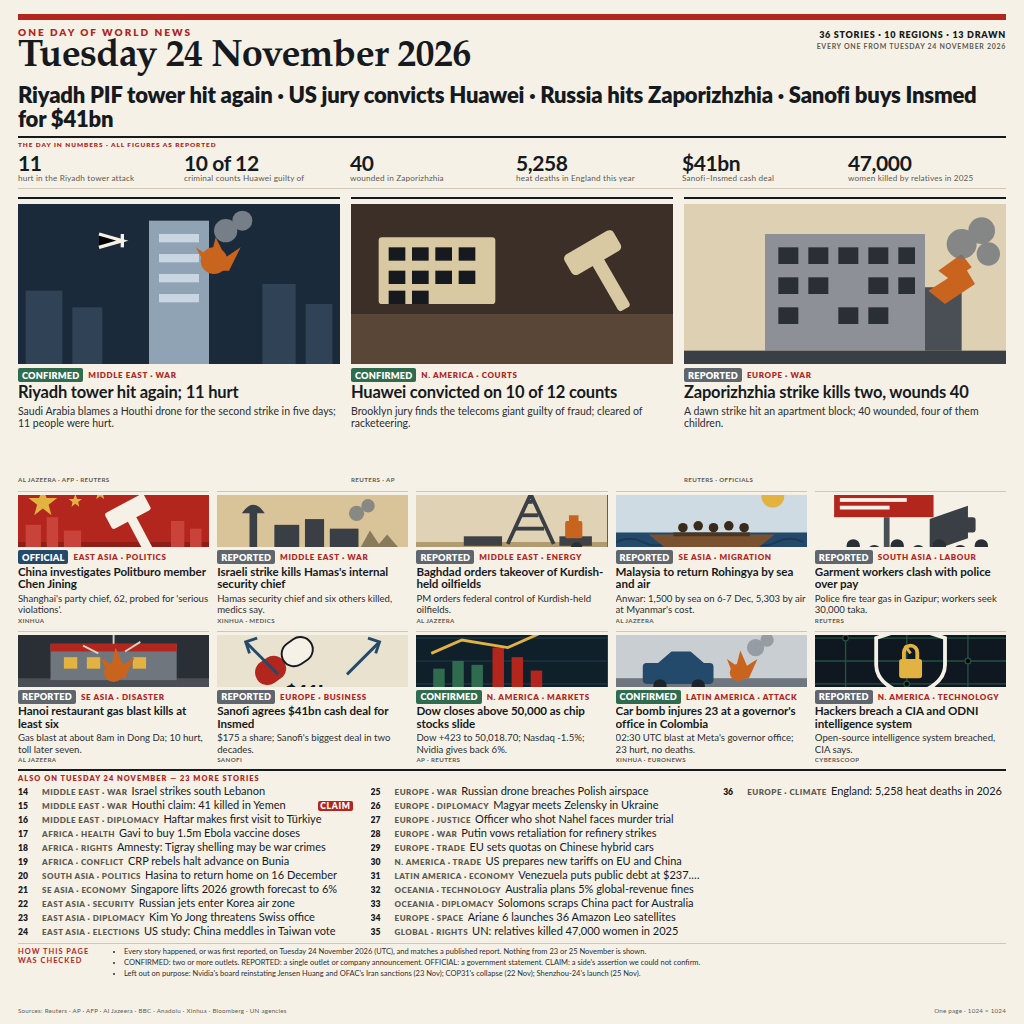 ONE DAY OF WORLD NEWS
Tuesday 24 November 2026
36 STORIES · 10 REGIONS · 13 DRAWN
EVERY ONE FROM TUESDAY 24 NOVEMBER 2026
Riyadh PIF tower hit again · US jury convicts Huawei · Russia hits Zaporizhzhia · Sanofi buys Insmed
for $41bn
THE DAY IN NUMBERS · ALL FIGURES AS REPORTED
11
hurt in the Riyadh tower attack
10 of 12
criminal counts Huawei guilty of
40
wounded in Zaporizhzhia
5,258
heat deaths in England this year
$41bn
Sanofi–Insmed cash deal
47,000
women killed by relatives in 2025
CONFIRMED MIDDLE EAST · WAR
Riyadh tower hit again; 11 hurt
Saudi Arabia blames a Houthi drone for the second strike in five days;
11 people were hurt.
AL JAZEERA · AFP · REUTERS
CONFIRMED N. AMERICA · COURTS
Huawei convicted on 10 of 12 counts
Brooklyn jury finds the telecoms giant guilty of fraud; cleared of
racketeering.
REUTERS · AP
REPORTED EUROPE · WAR
Zaporizhzhia strike kills two, wounds 40
A dawn strike hit an apartment block; 40 wounded, four of them
children.
REUTERS · OFFICIALS
OFFICIAL EAST ASIA · POLITICS
China investigates Politburo member
Chen Jining
Shanghai's party chief, 62, probed for 'serious
violations'.
XINHUA
REPORTED MIDDLE EAST · WAR
Israeli strike kills Hamas's internal
security chief
Hamas security chief and six others killed,
medics say.
XINHUA · MEDICS
REPORTED MIDDLE EAST · ENERGY
Baghdad orders takeover of Kurdish-
held oilfields
PM orders federal control of Kurdish-held
oilfields.
AL JAZEERA
REPORTED SE ASIA · MIGRATION
Malaysia to return Rohingya by sea
and air
Anwar: 1,500 by sea on 6-7 Dec, 5,303 by air
at Myanmar's cost.
AL JAZEERA
REPORTED SOUTH ASIA · LABOUR
Garment workers clash with police
over pay
Police fire tear gas in Gazipur; workers seek
30,000 taka.
REUTERS
REPORTED SE ASIA · DISASTER
Hanoi restaurant gas blast kills at
least six
Gas blast at about 8am in Dong Da; 10 hurt,
toll later seven.
AL JAZEERA
REPORTED EUROPE · BUSINESS
Sanofi agrees $41bn cash deal for
Insmed
$175 a share; Sanofi's biggest deal in two
decades.
SANOFI
CONFIRMED N. AMERICA · MARKETS
Dow closes above 50,000 as chip
stocks slide
Dow +423 to 50,018.70; Nasdaq -1.5%;
Nvidia gives back 6%.
AP · REUTERS
CONFIRMED LATIN AMERICA · ATTACK
Car bomb injures 23 at a governor's
office in Colombia
02:30 UTC blast at Meta's governor office;
23 hurt, no deaths.
XINHUA · EURONEWS
REPORTED N. AMERICA · TECHNOLOGY
Hackers breach a CIA and ODNI
intelligence system
Open-source intelligence system breached,
CIA says.
CYBERSCOOP
ALSO ON TUESDAY 24 NOVEMBER — 23 MORE STORIES
14 MIDDLE EAST · WAR Israel strikes south Lebanon
15 MIDDLE EAST · WAR Houthi claim: 41 killed in Yemen CLAIM
16 MIDDLE EAST · DIPLOMACY Haftar makes first visit to Türkiye
17 AFRICA · HEALTH Gavi to buy 1.5m Ebola vaccine doses
18 AFRICA · RIGHTS Amnesty: Tigray shelling may be war crimes
19 AFRICA · CONFLICT CRP rebels halt advance on Bunia
20 SOUTH ASIA · POLITICS Hasina to return home on 16 December
21 SE ASIA · ECONOMY Singapore lifts 2026 growth forecast to 6%
22 EAST ASIA · SECURITY Russian jets enter Korea air zone
23 EAST ASIA · DIPLOMACY Kim Yo Jong threatens Swiss office
24 EAST ASIA · ELECTIONS US study: China meddles in Taiwan vote
25 EUROPE · WAR Russian drone breaches Polish airspace
26 EUROPE · DIPLOMACY Magyar meets Zelensky in Ukraine
27 EUROPE · JUSTICE Officer who shot Nahel faces murder trial
28 EUROPE · WAR Putin vows retaliation for refinery strikes
29 EUROPE · TRADE EU sets quotas on Chinese hybrid cars
30 N. AMERICA · TRADE US prepares new tariffs on EU and China
31 LATIN AMERICA · ECONOMY Venezuela puts public debt at $237....
32 OCEANIA · TECHNOLOGY Australia plans 5% global-revenue fines
33 OCEANIA · DIPLOMACY Solomons scraps China pact for Australia
34 EUROPE · SPACE Ariane 6 launches 36 Amazon Leo satellites
35 GLOBAL · RIGHTS UN: relatives killed 47,000 women in 2025
36 EUROPE · CLIMATE England: 5,258 heat deaths in 2026
HOW THIS PAGE
WAS CHECKED
• Every story happened, or was first reported, on Tuesday 24 November 2026 (UTC), and matches a published report. Nothing from 23 or 25 November is shown.
• CONFIRMED: two or more outlets. REPORTED: a single outlet or company announcement. OFFICIAL: a government statement. CLAIM: a side's assertion we could not confirm.
• Left out on purpose: Nvidia's board reinstating Jensen Huang and OFAC's Iran sanctions (23 Nov); COP31's collapse (22 Nov); Shenzhou-24's launch (25 Nov).
Sources: Reuters · AP · AFP · Al Jazeera · BBC · Anadolu · Xinhua · Bloomberg · UN agencies
One page · 1024 × 1024